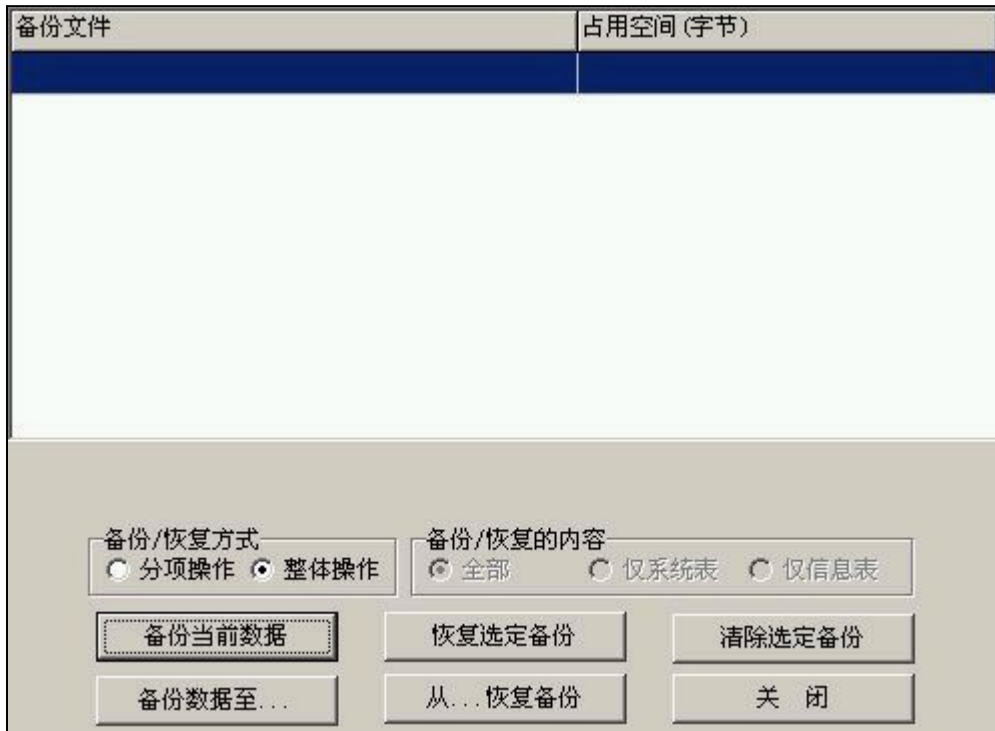 备份文件 占用空间(字节)
备份/恢复方式 备份/恢复的内容
分项操作 整体操作 全部 仅系统表 仅信息表
备份当前数据 恢复选定备份 清除选定备份
备份数据至... 从...恢复备份 关 闭